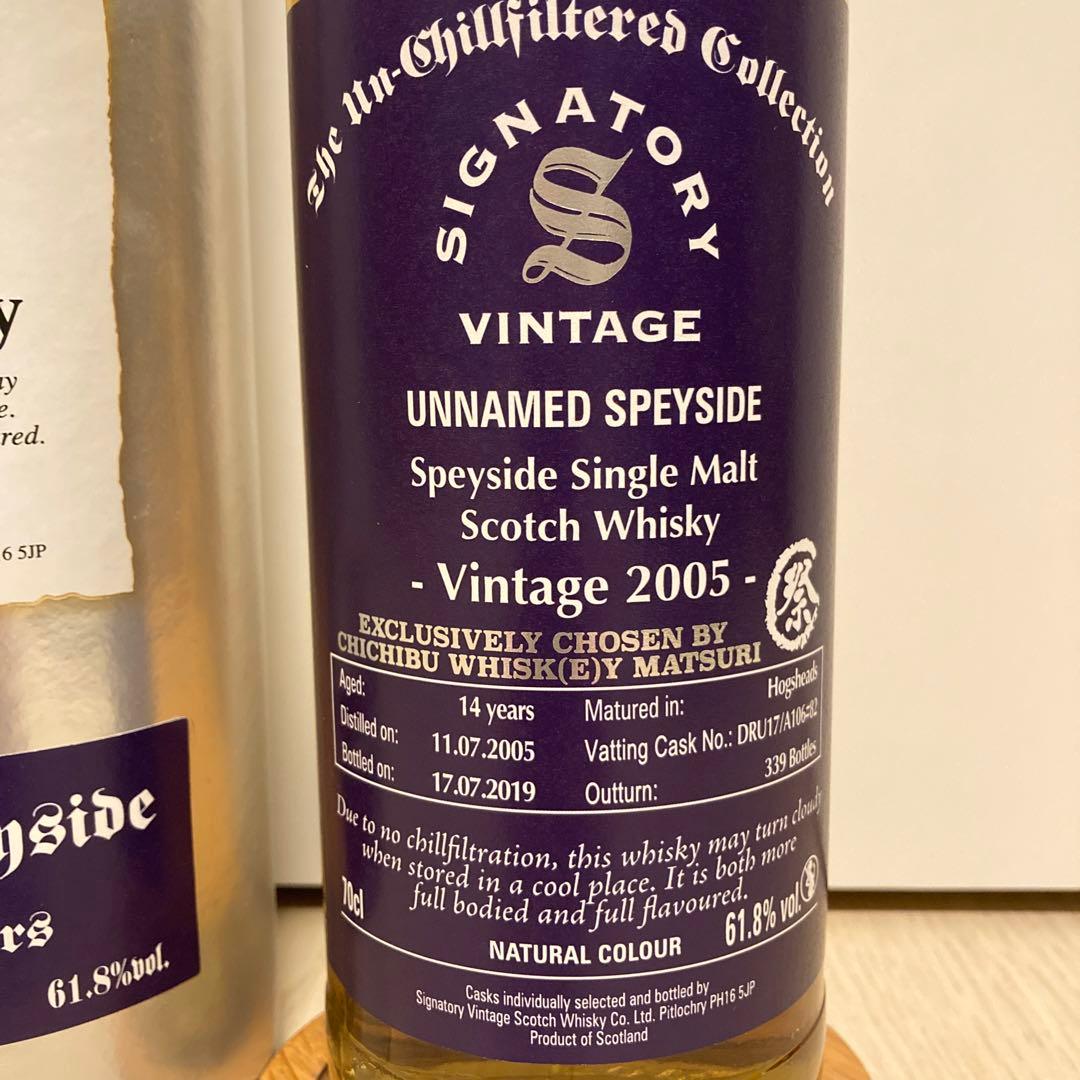 The Un-Chillfiltered Collection
SIGNATORY
S
VINTAGE
UNNAMED SPEYSIDE
Speyside Single Malt
Scotch Whisky
- Vintage 2005 -
祭
EXCLUSIVELY CHOSEN BY
CHICHIBU WHISK(E)Y MATSURI
Aged: 14 years
Distilled on: 11.07.2005
Bottled on: 17.07.2019
Matured in: Hogsheads
Vatting Cask No.: DRU17/A106#82
Outturn: 339 Bottles
Due to no chillfiltration, this whisky may turn cloudy
when stored in a cool place. It is both more
full bodied and full flavoured.
70cl
61.8% vol.
S
NATURAL COLOUR
Casks individually selected and bottled by
Signatory Vintage Scotch Whisky Co. Ltd. Pitlochry PH16 5JP
Product of Scotland
y
ay
e.
red.
6 5JP
yside
rs
61.8%vol.